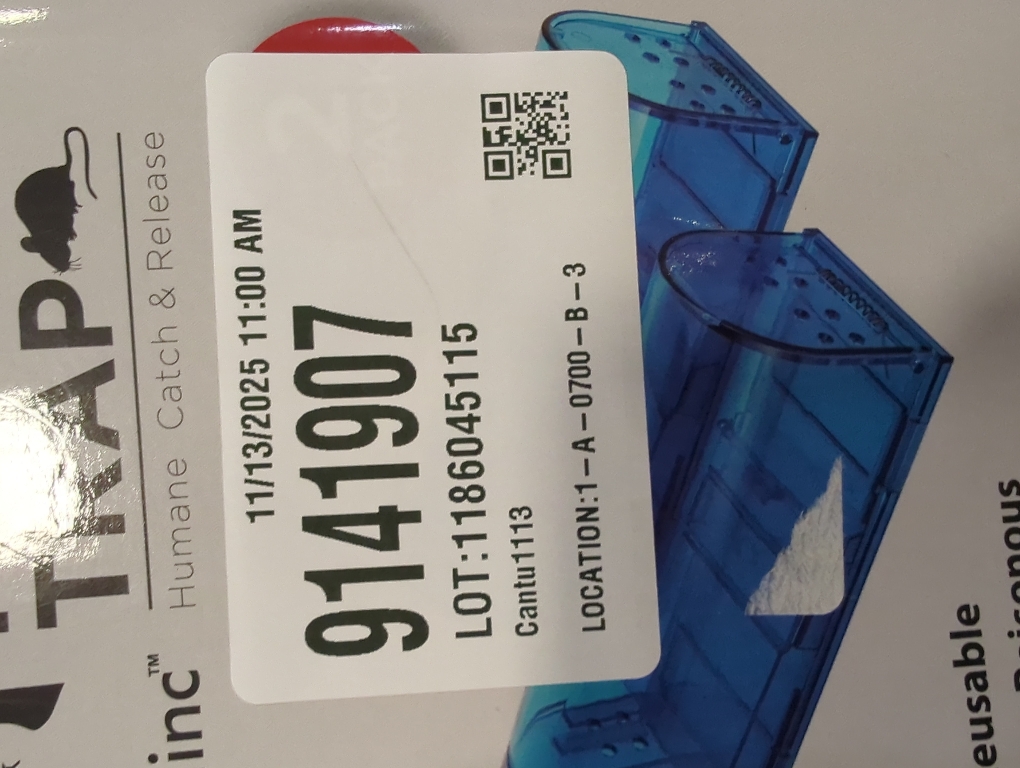 TRAP
inc™ Humane Catch & Release
11/13/2025 11:00 AM
9141907
LOT:1186045115
Cantu1113
LOCATION:1-A-0700-B-3
eusable